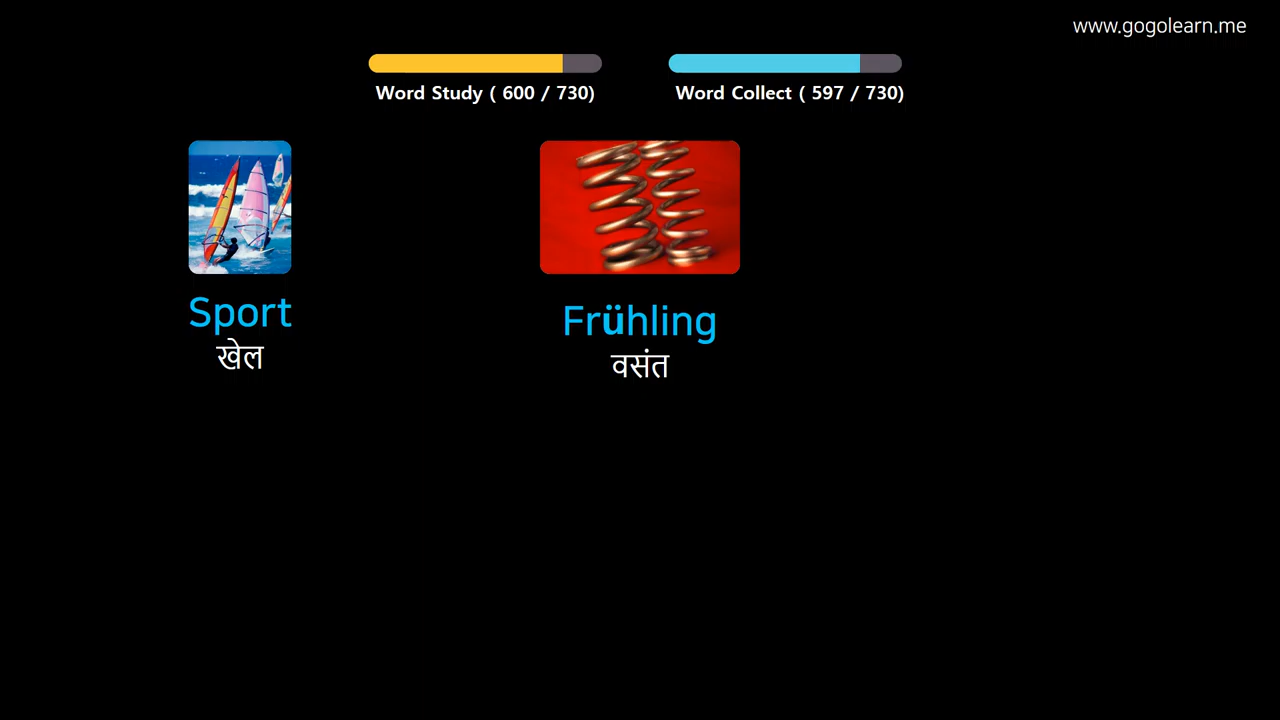 www.gogolearn.me
Word Study ( 600 / 730)
Word Collect ( 597 / 730)
Sport
खेल
Frühling
वसंत